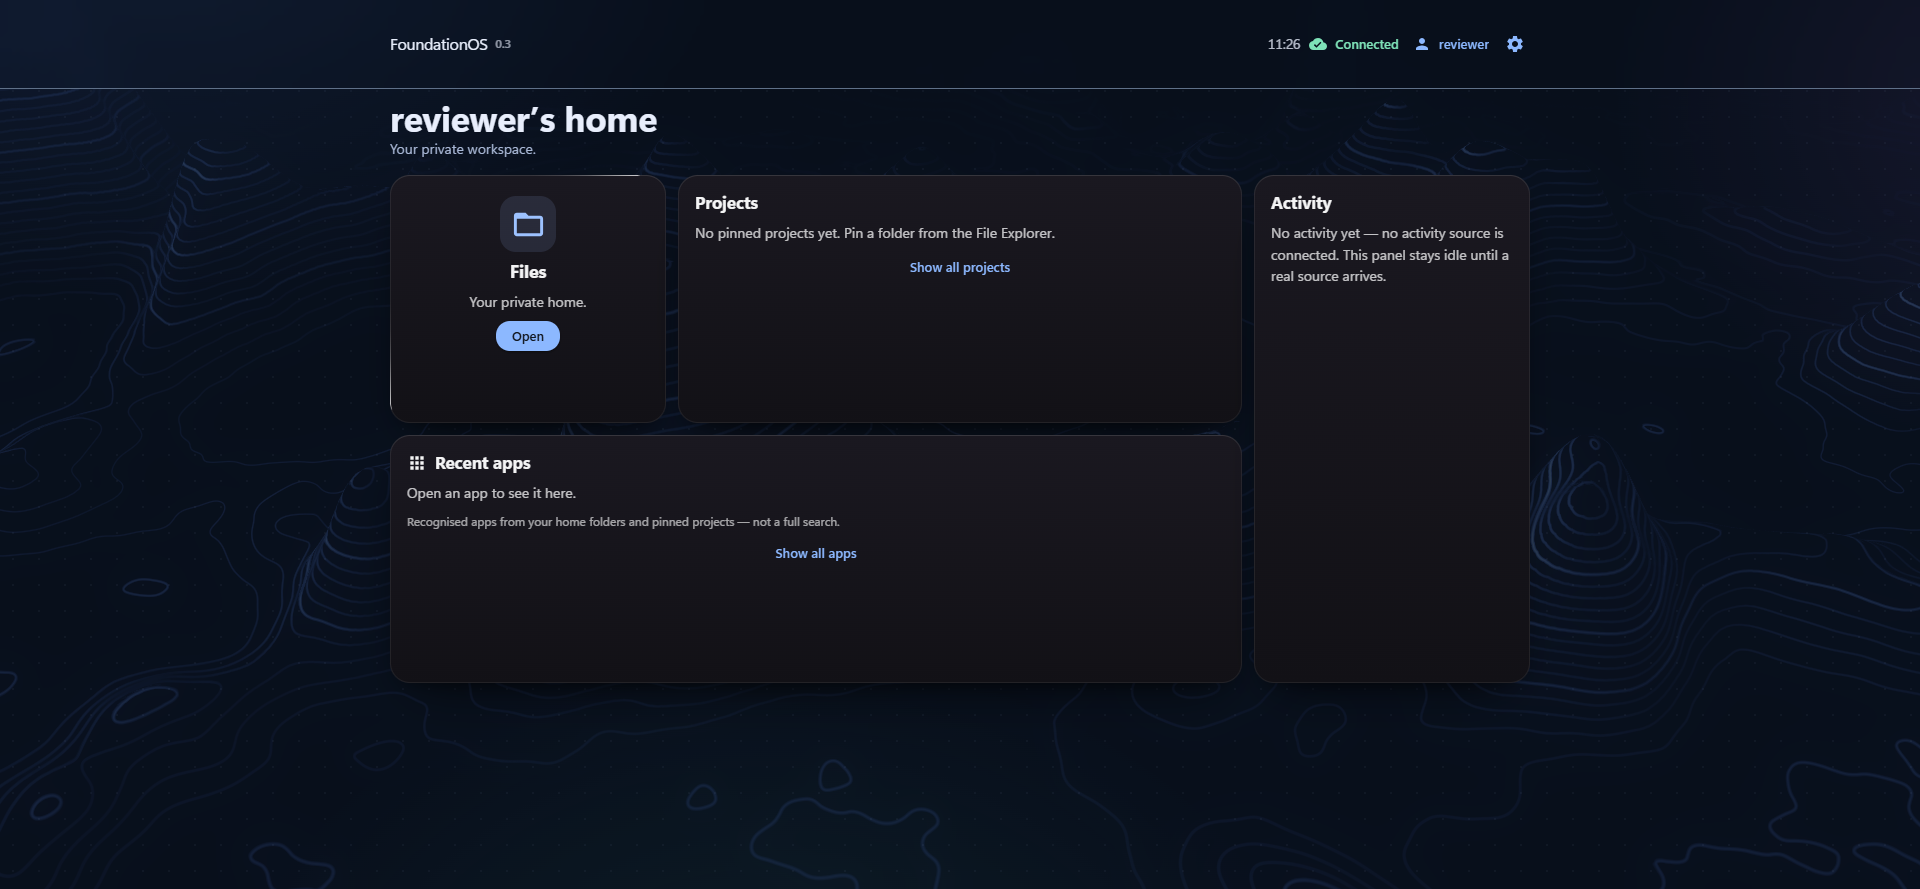 FoundationOS 0.3
11:26 Connected reviewer
reviewer’s home
Your private workspace.
Files
Your private home.
Open
Projects
No pinned projects yet. Pin a folder from the File Explorer.
Show all projects
Activity
No activity yet — no activity source is
connected. This panel stays idle until a
real source arrives.
Recent apps
Open an app to see it here.
Recognised apps from your home folders and pinned projects — not a full search.
Show all apps